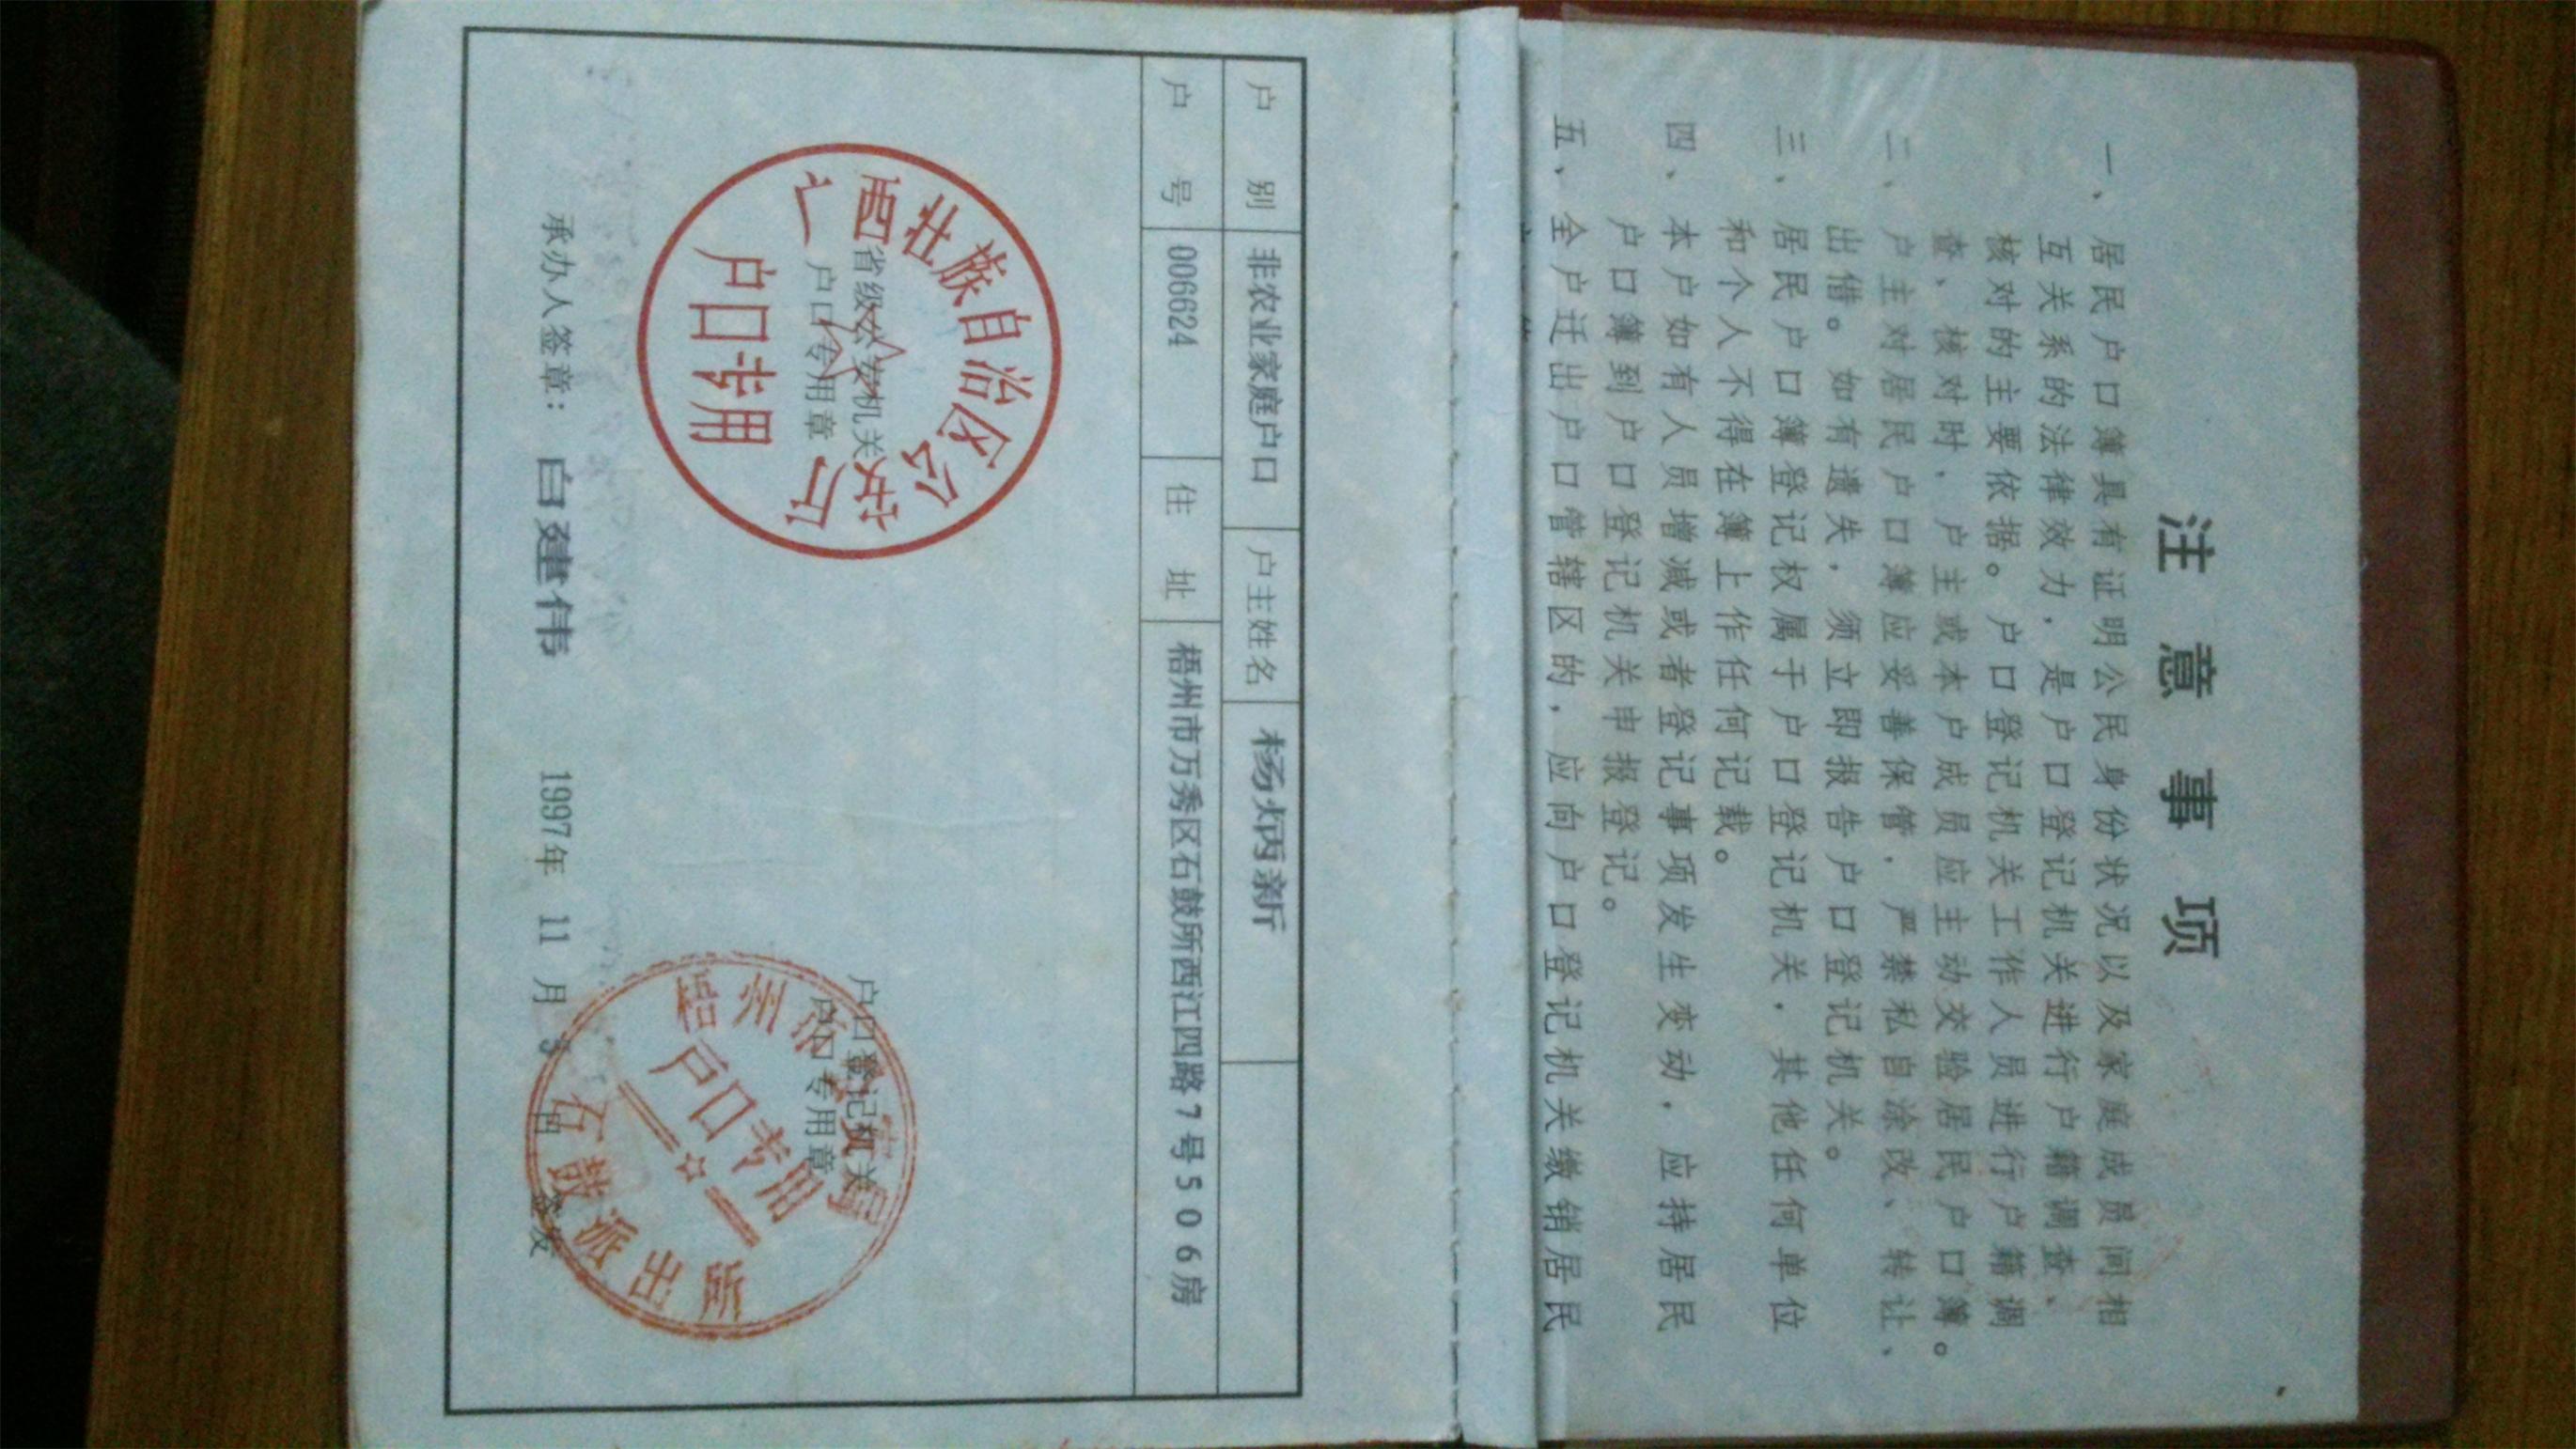 注意事项
一、居民户口簿具有证明公民身份状况以及家庭成员间相
互关系的法律效力，是户口登记机关进行户籍调查、
核对的主要依据。户口登记机关工作人员进行户籍调
查、核对时，户主或本户成员应主动交验居民户口簿。
二、户主对居民户口簿应妥善保管，严禁私自涂改、转让、
出借。如有遗失，须立即报告户口登记机关。
三、居民户口簿登记权属于户口登记机关，其他任何单位
和个人不得在簿上作任何记载。
四、本户如有人员增减或者登记事项发生变动，应持居民
户口簿到户口登记机关申报登记。
五、全户迁出户口管辖区的，应向户口登记机关缴销居民
户别 非农业家庭户口 户主姓名 杨炳新
户号 006624 住址 梧州市万秀区石鼓所西江四路7号506房
广西壮族自治区公安厅
户口专用
省级公安机关
户口专用章
户口登记机关
户口专用章
梧州市 局
户口专用
石鼓派出所
承办人签章：白建伟 1997年11月3日 签发